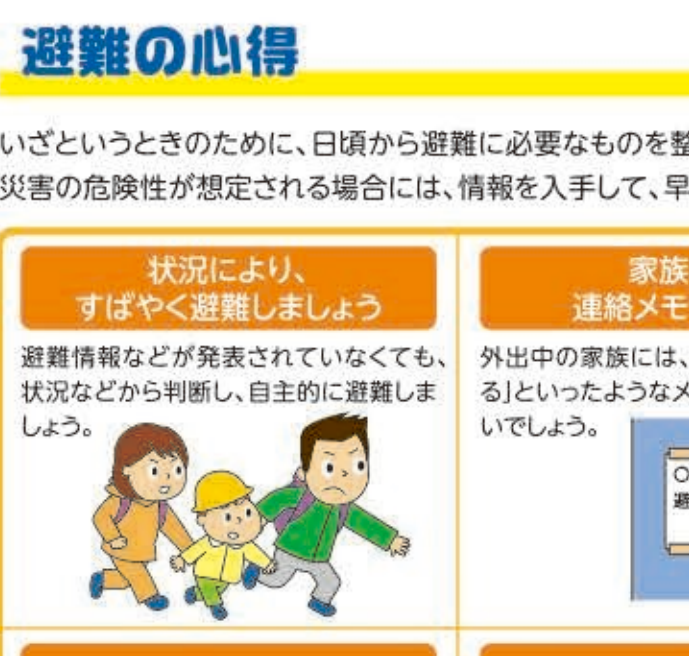 避難の心得
いざというときのために、日頃から避難に必要なものを整
災害の危険性が想定される場合には、情報を入手して、早
状況により、
すばやく避難しましょう
避難情報などが発表されていなくても、
状況などから判断し、自主的に避難しま
しょう。
家族
連絡メモ
外出中の家族には、
る」といったようなメ
いでしょう。
○
避